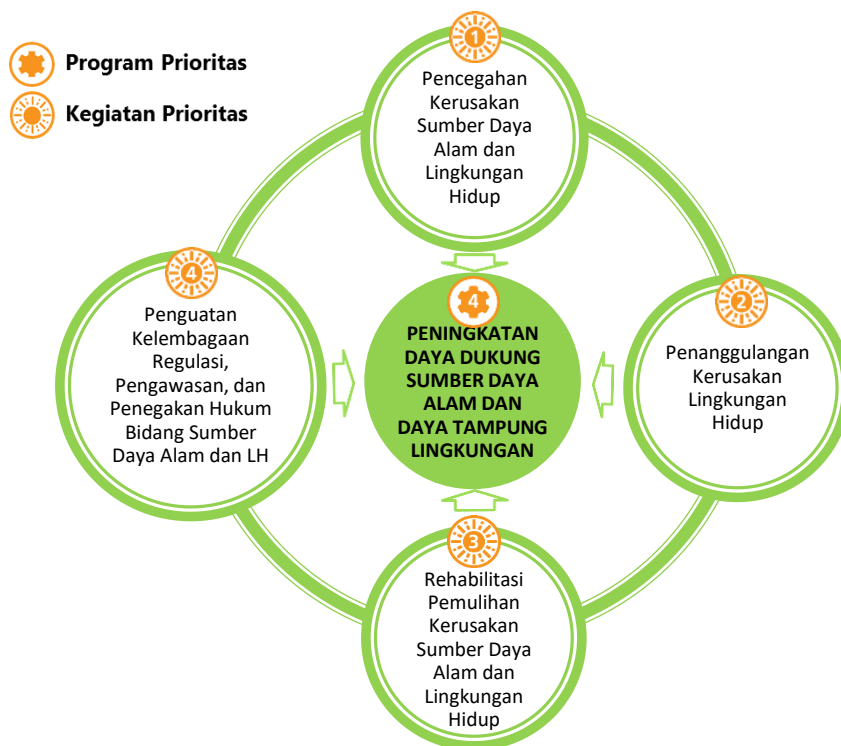 Program Prioritas
Kegiatan Prioritas
1
Pencegahan
Kerusakan
Sumber Daya
Alam dan
Lingkungan
Hidup
4
Penguatan
Kelembagaan
Regulasi,
Pengawasan, dan
Penegakan Hukum
Bidang Sumber
Daya Alam dan LH
4
PENINGKATAN
DAYA DUKUNG
SUMBER DAYA
ALAM DAN
DAYA TAMPUNG
LINGKUNGAN
2
Penanggulangan
Kerusakan
Lingkungan
Hidup
3
Rehabilitasi
Pemulihan
Kerusakan
Sumber Daya
Alam dan
Lingkungan
Hidup